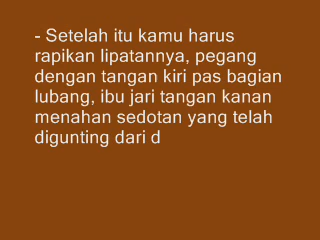 - Setelah itu kamu harus
rapikan lipatannya, pegang
dengan tangan kiri pas bagian
lubang, ibu jari tangan kanan
menahan sedotan yang telah
digunting dari d